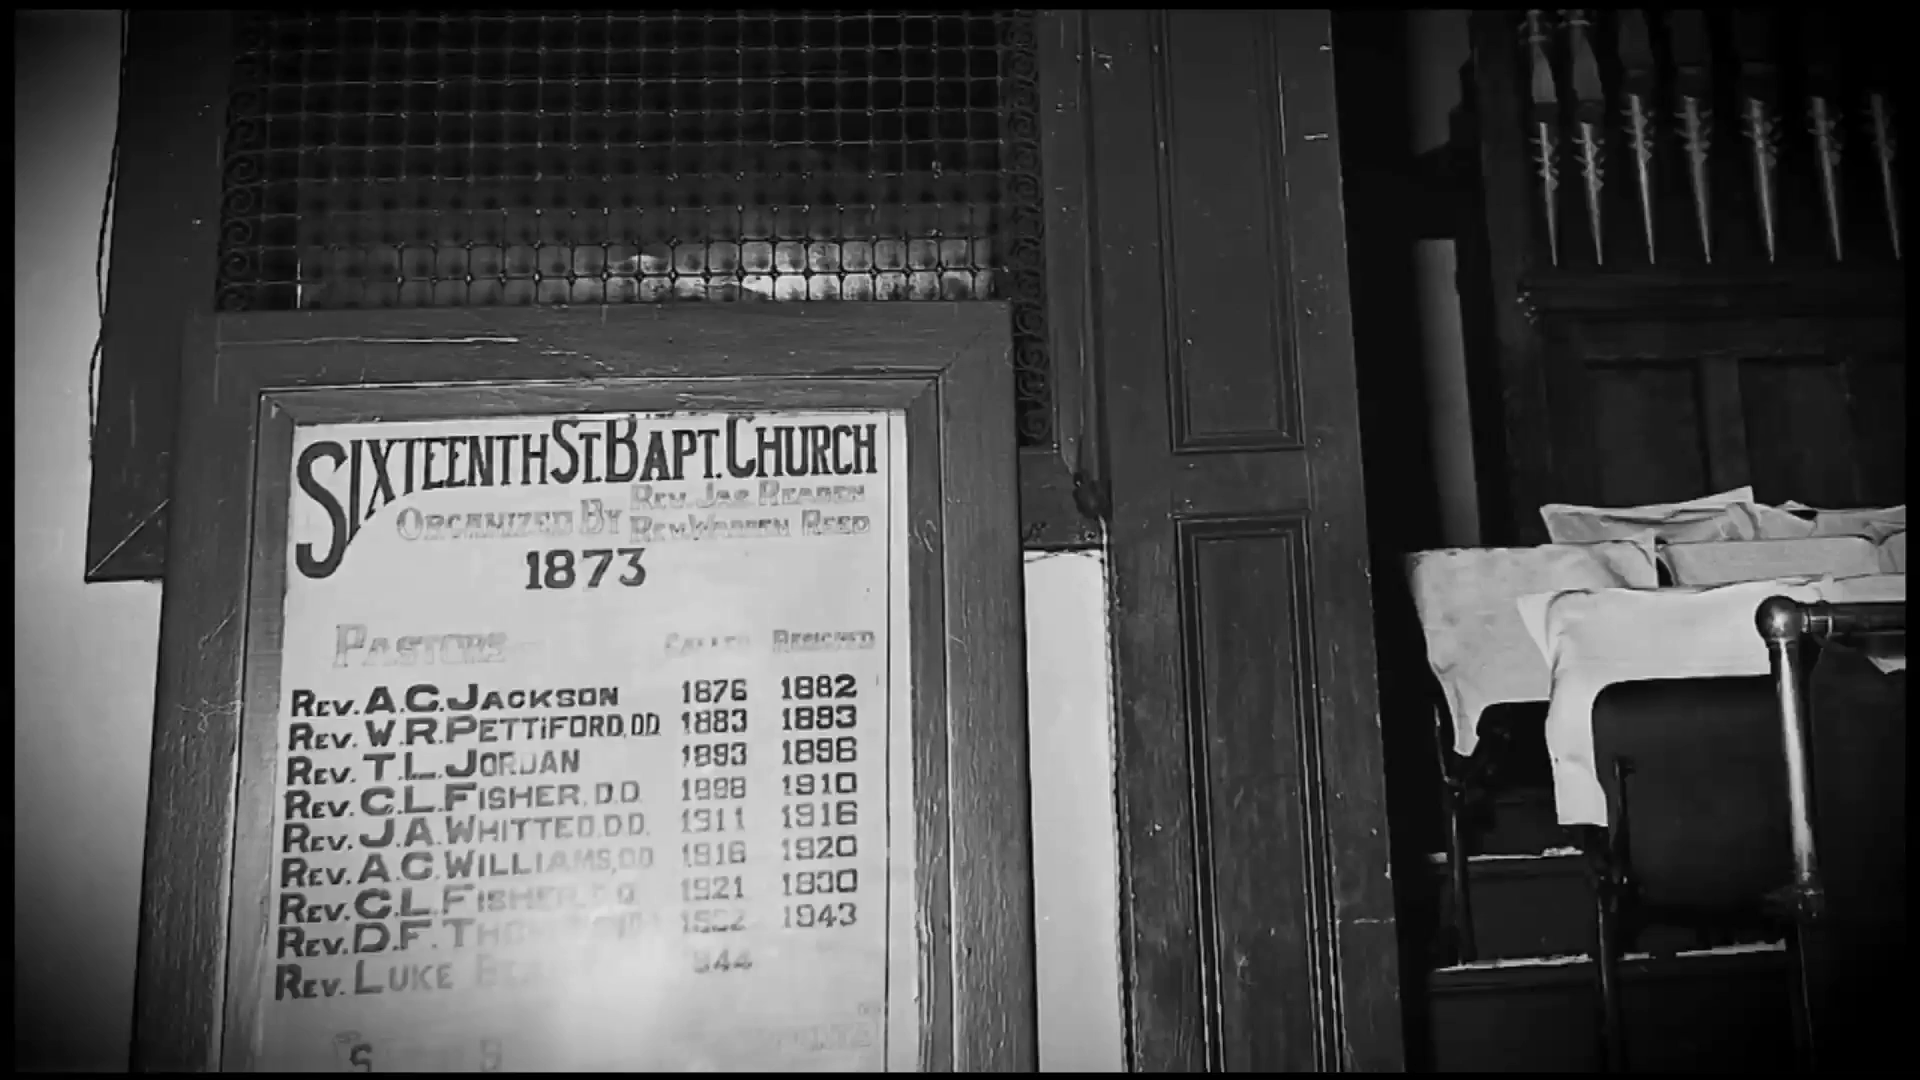 SIXTEENTH ST. BAPT. CHURCH
ORGANIZED BY REV. JAS. READEN
REV. WARREN REED
1873
PASTORS CALLED RESIGNED
REV. A.C. JACKSON 1876 1882
REV. W.R. PETTIFORD, D.D. 1883 1893
REV. T.L. JORDAN 1893 1898
REV. C.L. FISHER, D.D. 1898 1910
REV. J.A. WHITTED, D.D. 1911 1916
REV. A.C. WILLIAMS, D.D. 1916 1920
REV. C.L. FISHER, D.D. 1921 1930
REV. D.F. 1943
REV. LUKE